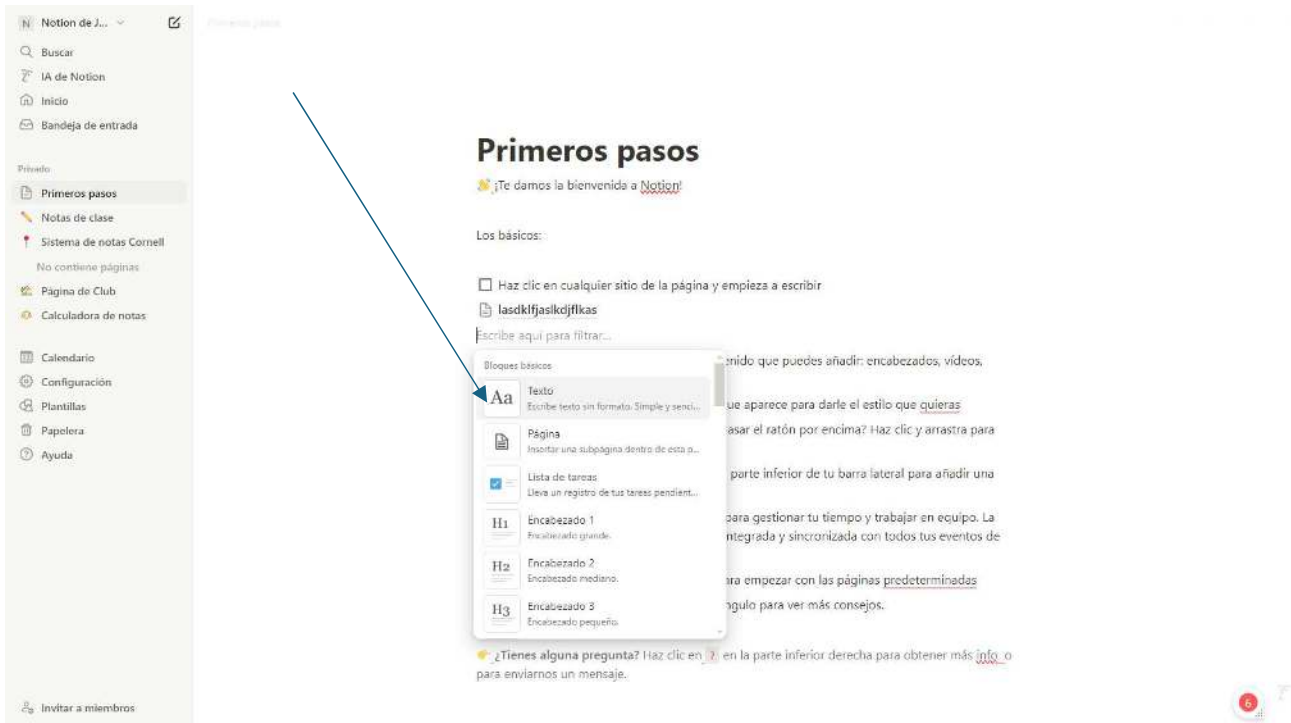 N Notion de J...
Buscar
IA de Notion
Inicio
Bandeja de entrada
Privado
Primeros pasos
Notas de clase
Sistema de notas Cornell
No contiene páginas
Página de Club
Calculadora de notas
Calendario
Configuración
Plantillas
Papelera
Ayuda
Invitar a miembros
Primeros pasos
Primeros pasos
¡Te damos la bienvenida a Notion!
Los básicos:
Haz clic en cualquier sitio de la página y empieza a escribir
lasdklfjaslkdjflkas
Escribe aquí para filtrar...
Bloques básicos
Aa Texto
Escribe texto sin formato. Simple y senci...
Página
Insertar una subpágina dentro de esta p...
Lista de tareas
Lleva un registro de tus tareas pendient...
H1 Encabezado 1
Encabezado grande.
H2 Encabezado 2
Encabezado mediano.
H3 Encabezado 3
Encabezado pequeño.
enido que puedes añadir: encabezados, vídeos,
ue aparece para darle el estilo que quieras
asar el ratón por encima? Haz clic y arrastra para
parte inferior de tu barra lateral para añadir una
para gestionar tu tiempo y trabajar en equipo. La
ntegrada y sincronizada con todos tus eventos de
ra empezar con las páginas predeterminadas
ngulo para ver más consejos.
¿Tienes alguna pregunta? Haz clic en ? en la parte inferior derecha para obtener más info o
para enviarnos un mensaje.
6